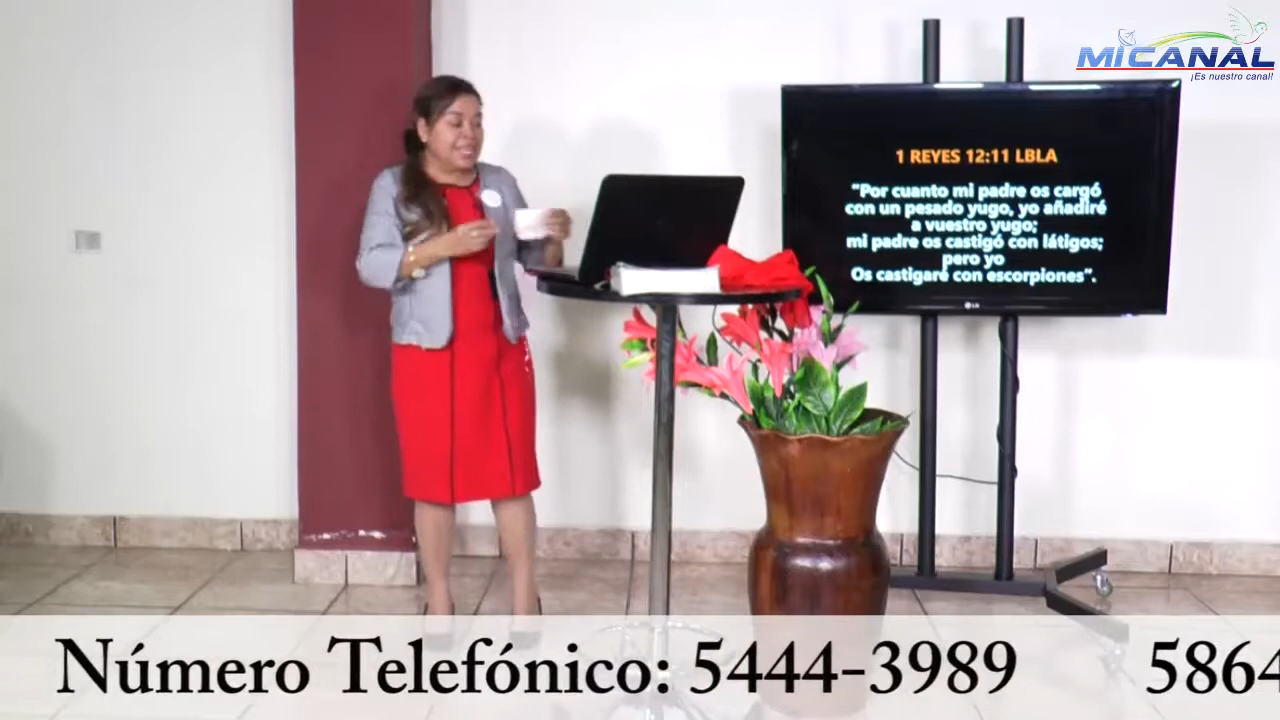 MICANAL
¡Es nuestro canal!
1 REYES 12:11 LBLA
“Por cuanto mi padre os cargó
con un pesado yugo, yo añadiré
a vuestro yugo;
mi padre os castigó con látigos;
pero yo
Os castigaré con escorpiones”.
LG
Número Telefónico: 5444-3989 5864